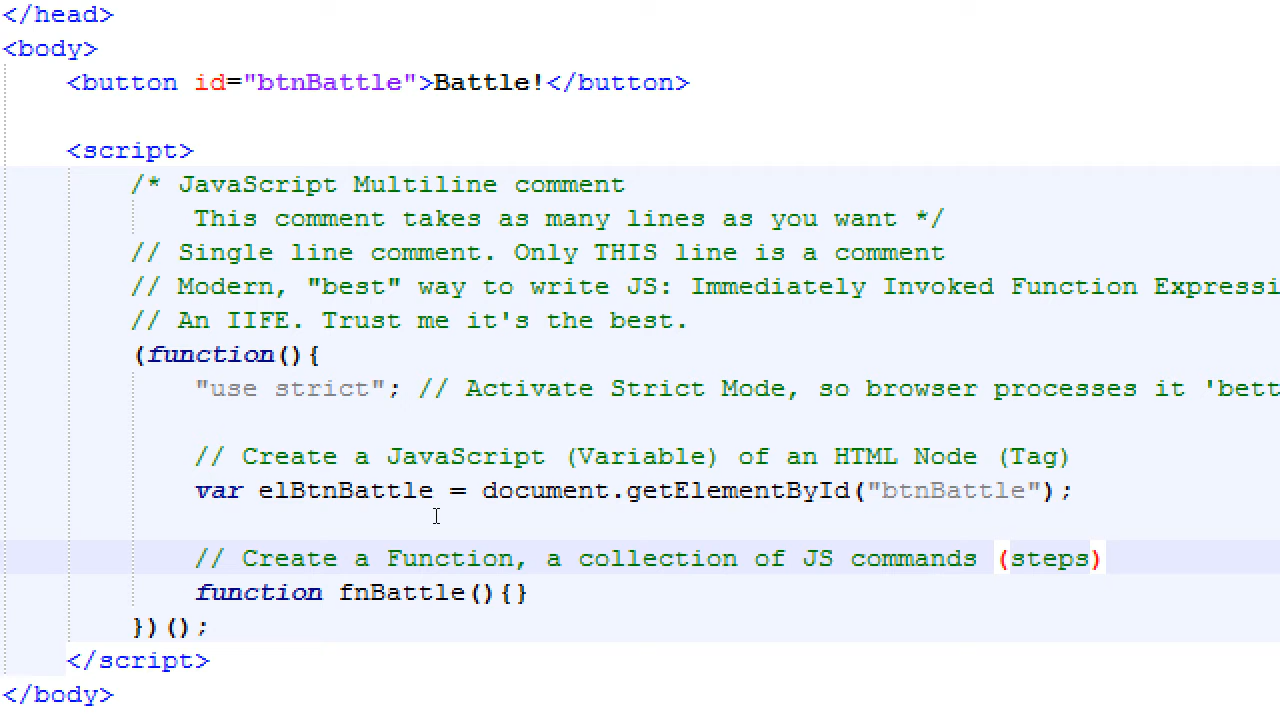 </head>
<body>
<button id="btnBattle">Battle!</button>
<script>
/* JavaScript Multiline comment
This comment takes as many lines as you want */
// Single line comment. Only THIS line is a comment
// Modern, "best" way to write JS: Immediately Invoked Function Expressi
// An IIFE. Trust me it's the best.
(function(){
"use strict"; // Activate Strict Mode, so browser processes it 'bett
// Create a JavaScript (Variable) of an HTML Node (Tag)
var elBtnBattle = document.getElementById("btnBattle");
// Create a Function, a collection of JS commands (steps)
function fnBattle(){}
})();
</script>
</body>